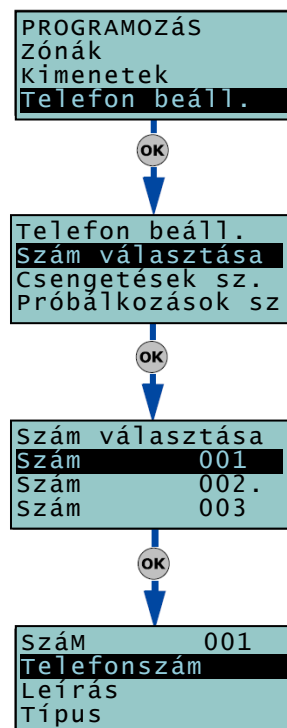 PROGRAMOZáS
Zónák
Kimenetek
Telefon beáll.
OK
Telefon beáll.
Szám választása
Csengetések sz.
Próbálkozások sz
OK
Szám választása
Szám 001
Szám 002.
Szám 003
OK
SzáM 001
Telefonszám
Leírás
Típus